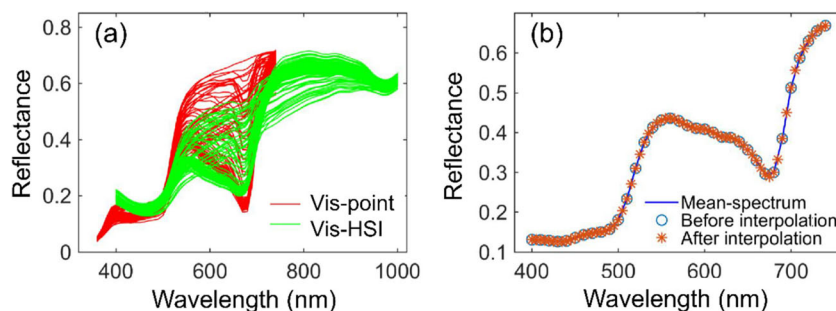 (a)
0.8
0.6
0.4
0.2
0
Reflectance
400
600
800
1000
Wavelength (nm)
Vis-point
Vis-HSI
(b)
0.6
0.5
0.4
0.3
0.2
0.1
Reflectance
400
500
600
700
Wavelength (nm)
Mean-spectrum
Before interpolation
After interpolation